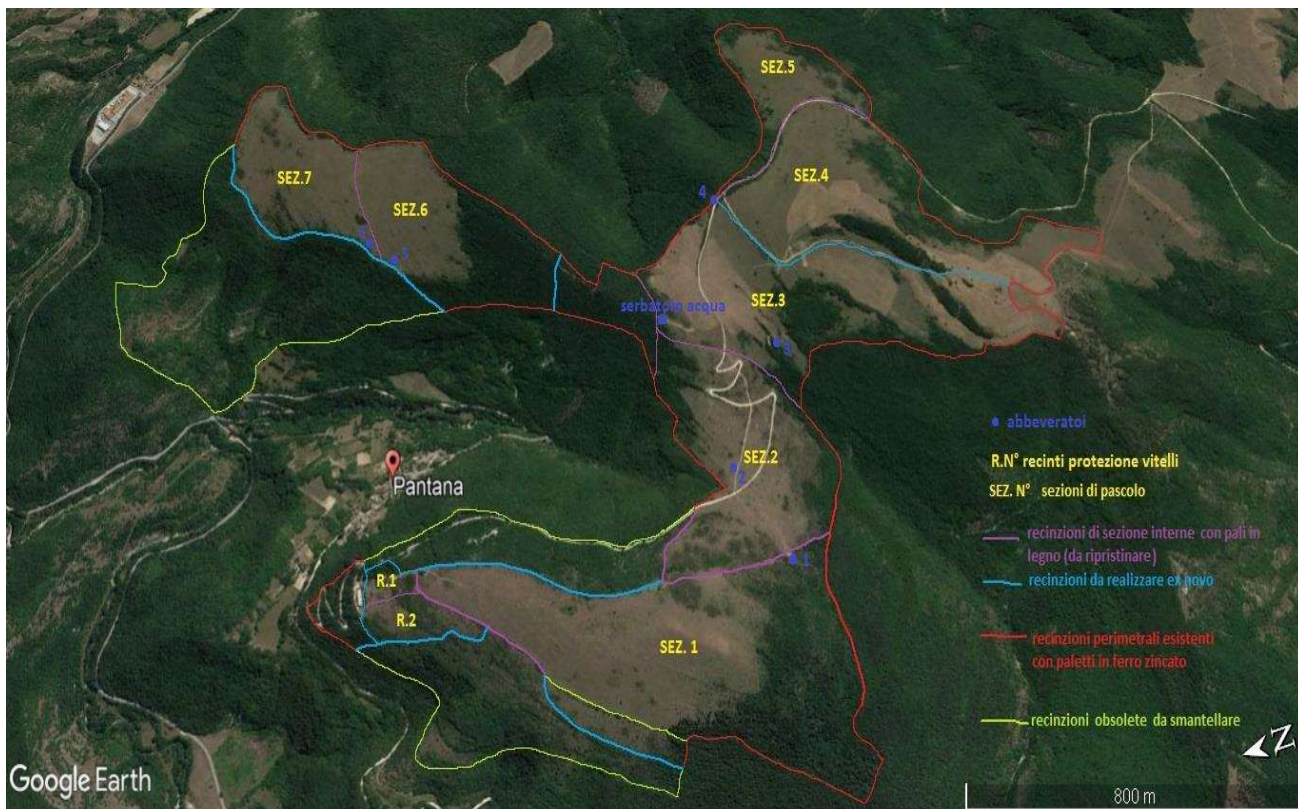 SEZ.5
SEZ.7
SEZ.4
SEZ.6
4
5
SEZ.3
serbatoio acqua
3
• abbeveratoi
R.N° recinti protezione vitelli
SEZ. N° sezioni di pascolo
SEZ.2
2
Pantana
recinzioni di sezione interne con pali in
legno (da ripristinare)
1
recinzioni da realizzare ex novo
R.1
R.2
SEZ. 1
recinzioni perimetrali esistenti
con paletti in ferro zincato
recinzioni obsolete da smantellare
N
Google Earth
800 m